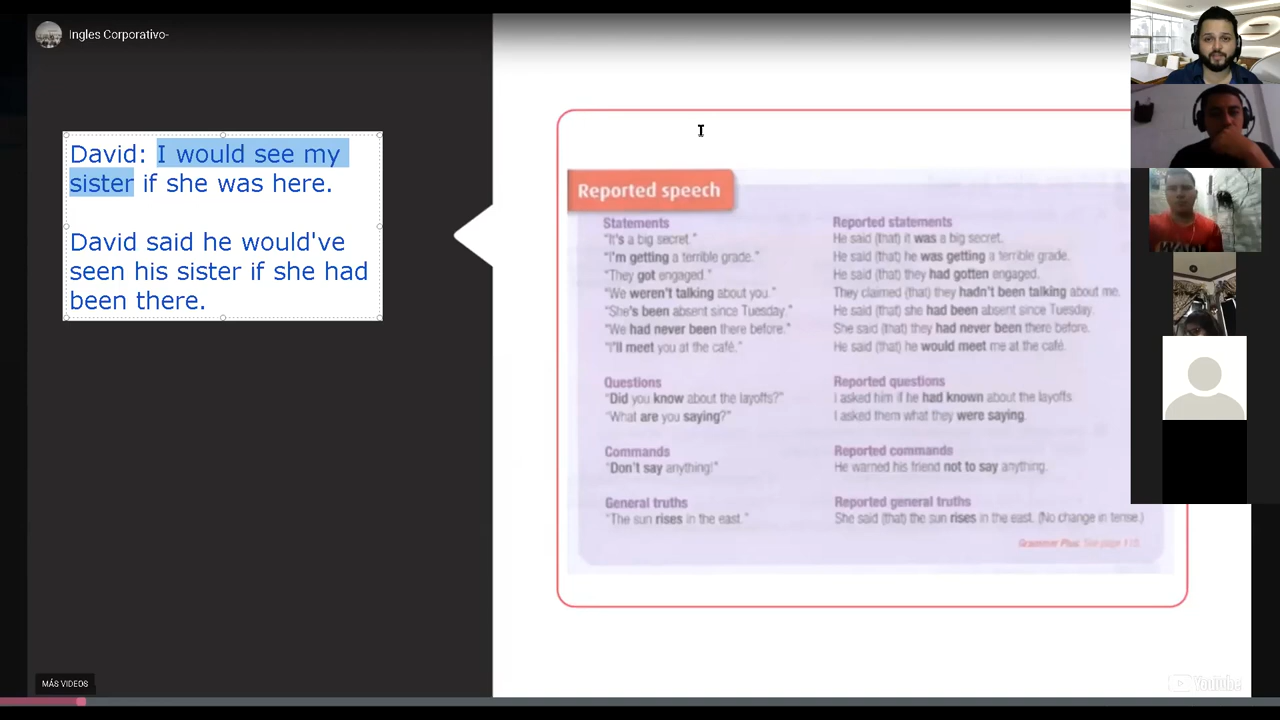 Ingles Corporativo-
David: I would see my
sister if she was here.
David said he would've
seen his sister if she had
been there.
Reported speech
Statements
"It's a big secret."
"I'm getting a terrible grade."
"They got engaged."
"We weren't talking about you."
"She's been absent since Tuesday."
"We had never been there before."
"I'll meet you at the café."
Reported statements
He said (that) it was a big secret.
He said (that) he was getting a terrible grade.
He said (that) they had gotten engaged.
They claimed (that) they hadn't been talking about me.
He said (that) she had been absent since Tuesday.
She said (that) they had never been there before.
He said (that) he would meet me at the café.
Questions
"Did you know about the layoffs?"
"What are you saying?"
Reported questions
I asked him if he had known about the layoffs.
I asked them what they were saying.
Commands
"Don't say anything!"
Reported commands
He warned his friend not to say anything.
General truths
"The sun rises in the east."
Reported general truths
She said (that) the sun rises in the east. (No change in tense.)
Grammar Plus: See page 115.
MÁS VIDEOS
YouTube